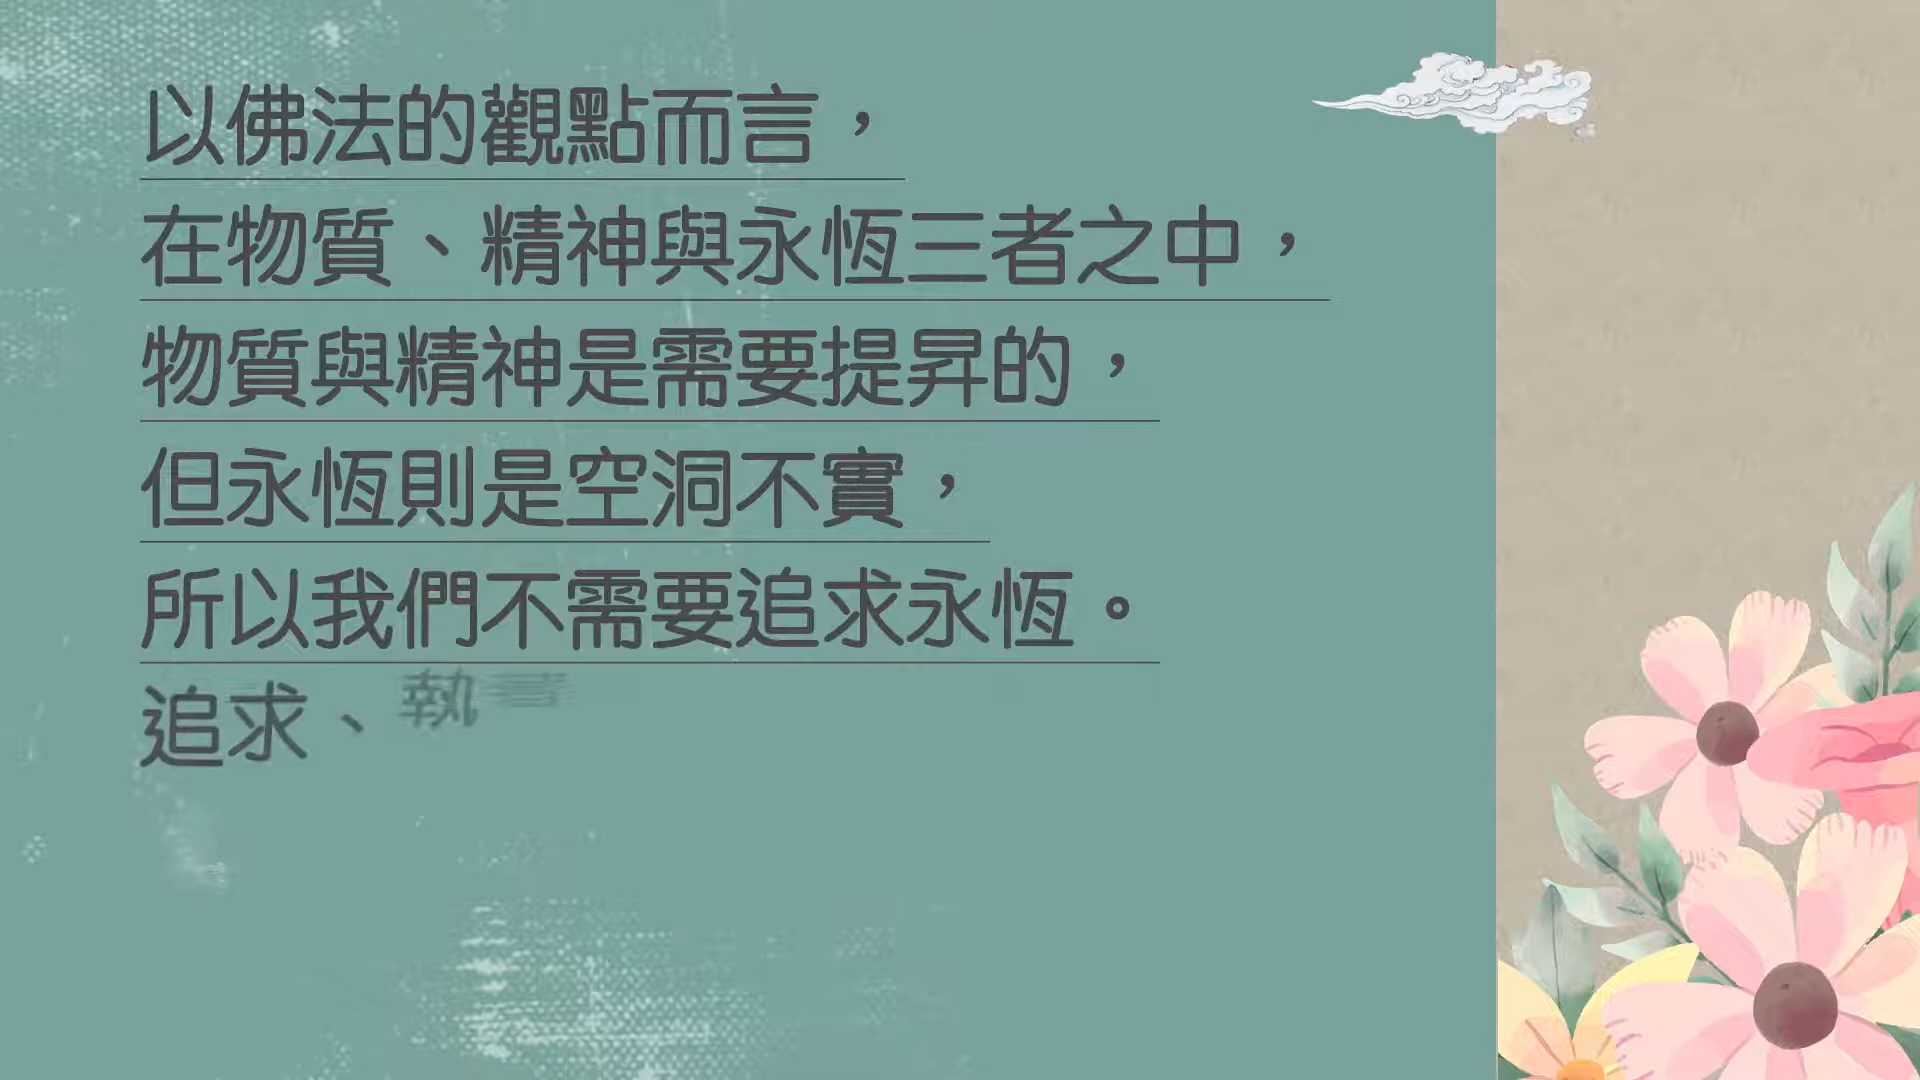 以佛法的觀點而言，
在物質、精神與永恆三者之中，
物質與精神是需要提昇的，
但永恆則是空洞不實，
所以我們不需要追求永恆。
追求、執